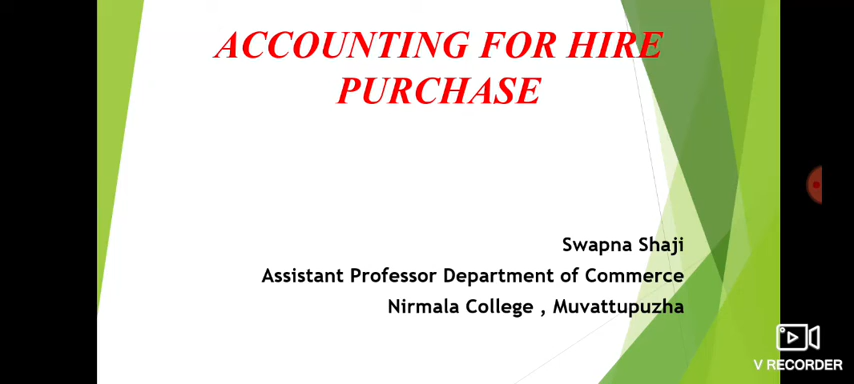 ACCOUNTING FOR HIRE
PURCHASE
Swapna Shaji
Assistant Professor Department of Commerce
Nirmala College , Muvattupuzha
V RECORDER